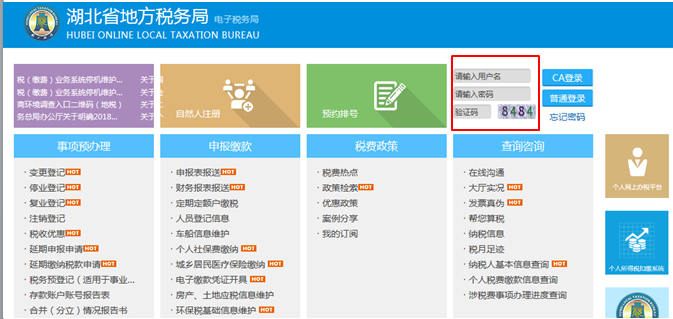 湖北省地方税务局 电子税务局
HUBEI ONLINE LOCAL TAXATION BUREAU
税（缴费）业务系统停机维护...
税（缴费）业务系统停机维护...
商环境调查入口二维码（地税）
务总局办公厅关于明确2018...
自然人注册
预约排号
请输入用户名
请输入密码
验证码 8484
CA登录
普通登录
忘记密码
事项预办理
· 变更登记 HOT
· 停业登记 HOT
· 复业登记 HOT
· 注销登记
· 税收优惠 HOT
· 延期申报申请 HOT
· 延期缴纳税款申请 HOT
· 税务预登记（适用于事业...
· 存款账户账号报告表
· 合并（分立）情况报告书
申报缴款
· 申报表报送 HOT
· 财务报表报送 HOT
· 定期定额户缴税
· 人员登记信息
· 车船信息维护
· 个人社保费缴纳 HOT
· 城乡居民医疗保险缴纳 HOT
· 电子缴款凭证开具 HOT
· 房产、土地应税信息维护
· 环保税基础信息维护
税费政策
· 税费热点
· 政策检索 HOT
· 优惠政策
· 案例分享
· 我的订阅
查询咨询
· 在线沟通
· 大厅实况 HOT
· 发票真伪 HOT
· 帮您算税
· 纳税信息
· 税月足迹
· 纳税人基本信息查询 HOT
· 个人税费缴款信息查询
· 涉税费事项办理进度查询
个人网上办税平台
个人所得税扣缴系统